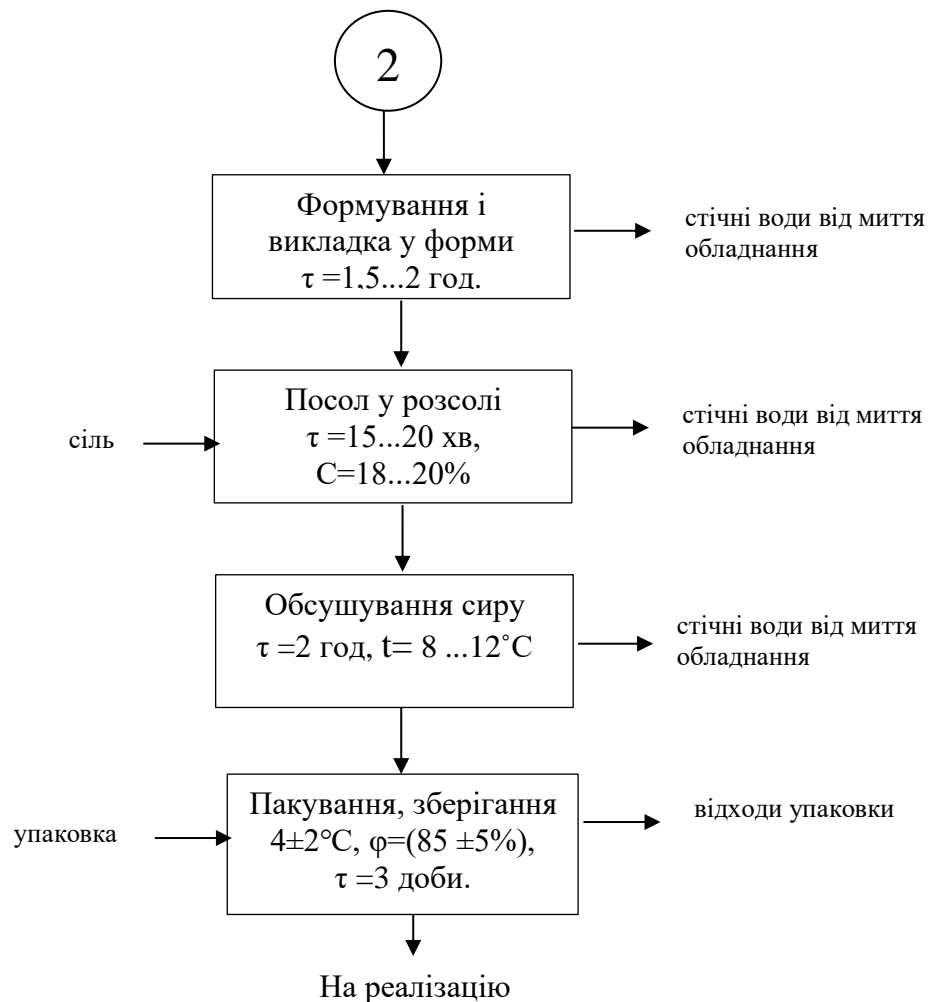 2
Формування і
викладка у форми
τ =1,5...2 год.
стічні води від миття
обладнання
сіль
Посол у розсолі
τ =15...20 хв,
С=18...20%
стічні води від миття
обладнання
Обсушування сиру
τ =2 год, t= 8 ...12˚С
стічні води від миття
обладнання
упаковка
Пакування, зберігання
4±2°С, φ=(85 ±5%),
τ =3 доби.
відходи упаковки
На реалізацію